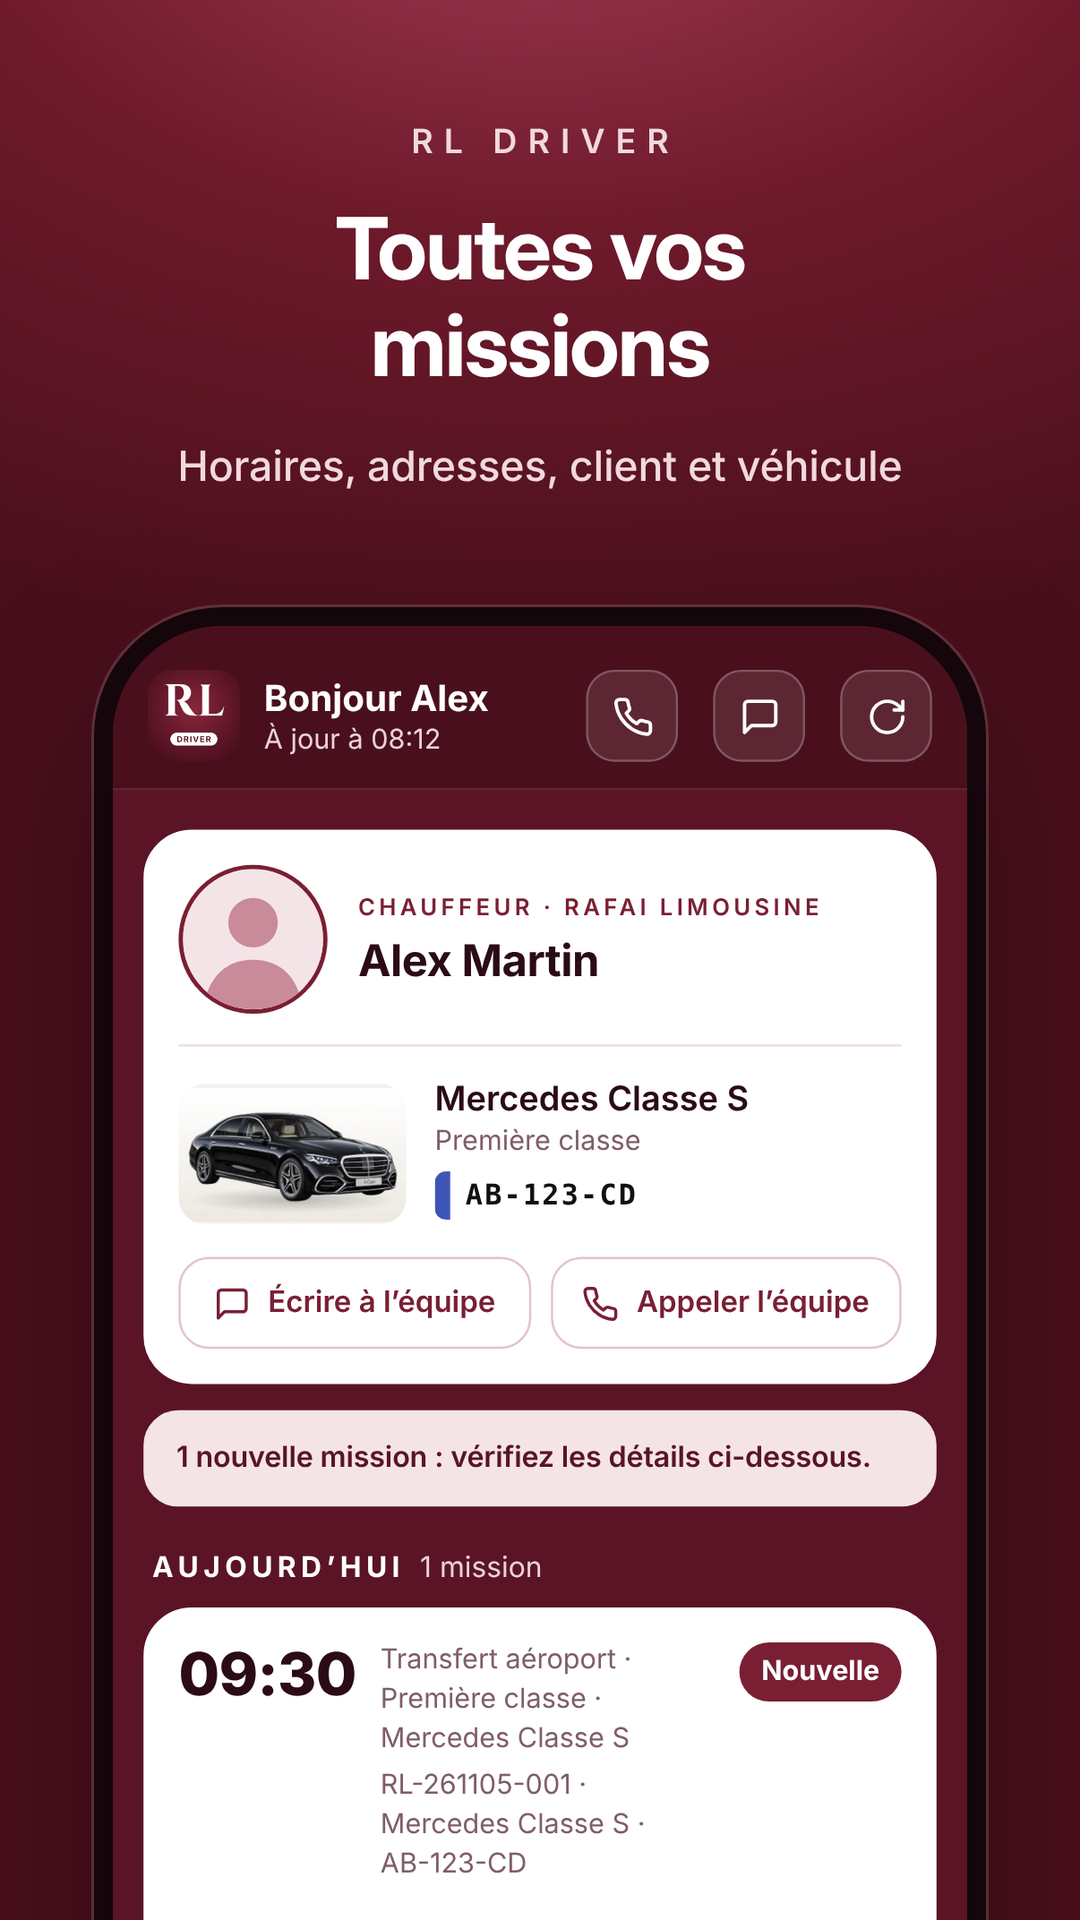 RL DRIVER
Toutes vos
missions
Horaires, adresses, client et véhicule
RL
DRIVER
Bonjour Alex
À jour à 08:12
CHAUFFEUR · RAFAI LIMOUSINE
Alex Martin
Mercedes Classe S
Première classe
AB-123-CD
Écrire à l’équipe
Appeler l’équipe
1 nouvelle mission : vérifiez les détails ci-dessous.
AUJOURD’HUI 1 mission
09:30
Transfert aéroport ·
Première classe ·
Mercedes Classe S
RL-261105-001 ·
Mercedes Classe S ·
AB-123-CD
Nouvelle